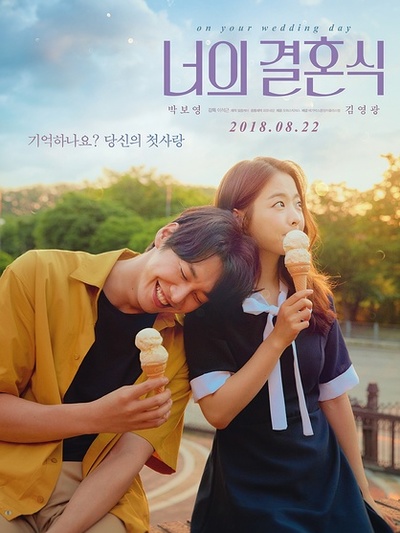 on your wedding day
너의 결혼식
박보영 김영광
2018.08.22
기억하나요? 당신의 첫사랑